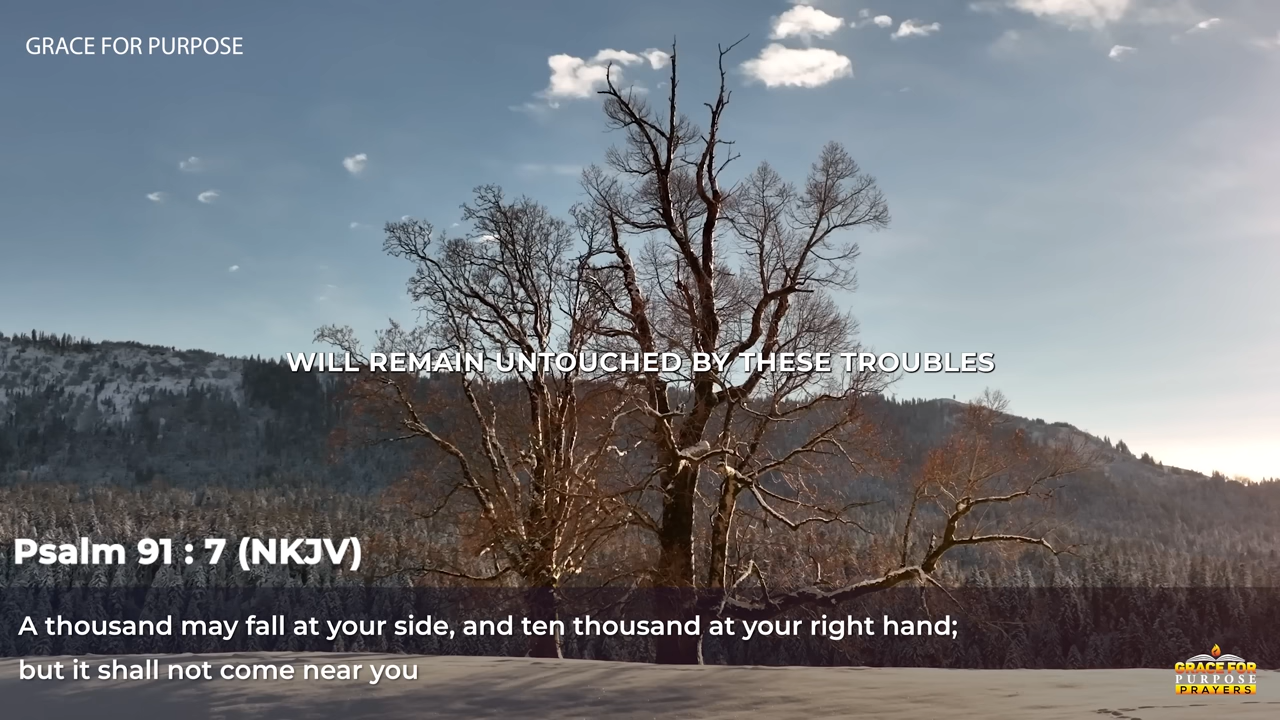 GRACE FOR PURPOSE
WILL REMAIN UNTOUCHED BY THESE TROUBLES
Psalm 91 : 7 (NKJV)
A thousand may fall at your side, and ten thousand at your right hand;
but it shall not come near you
GRACE FOR
PURPOSE
PRAYERS